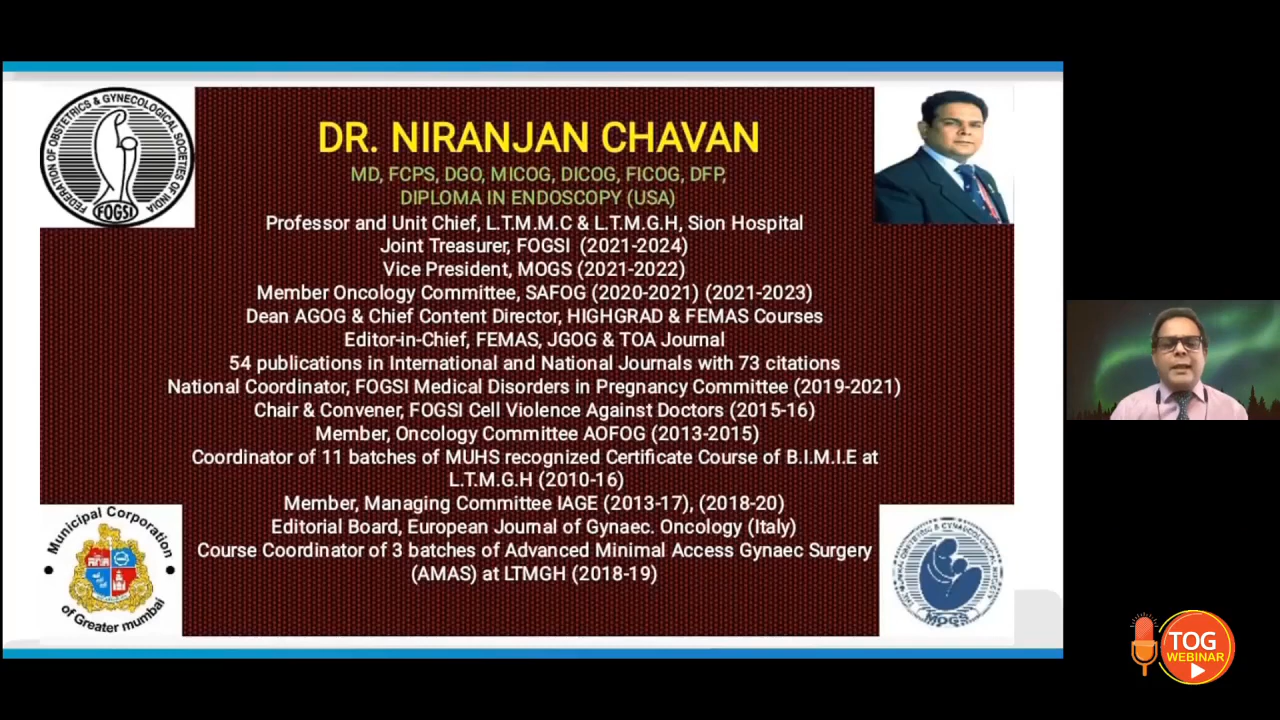 FEDERATION OF OBSTETRICS & GYNECOLOGICAL SOCIETIES OF INDIA
FOGSI
DR. NIRANJAN CHAVAN
MD, FCPS, DGO, MICOG, DICOG, FICOG, DFP,
DIPLOMA IN ENDOSCOPY (USA)
Professor and Unit Chief, L.T.M.M.C & L.T.M.G.H, Sion Hospital
Joint Treasurer, FOGSI (2021-2024)
Vice President, MOGS (2021-2022)
Member Oncology Committee, SAFOG (2020-2021) (2021-2023)
Dean AGOG & Chief Content Director, HIGHGRAD & FEMAS Courses
Editor-in-Chief, FEMAS, JGOG & TOA Journal
54 publications in International and National Journals with 73 citations
National Coordinator, FOGSI Medical Disorders in Pregnancy Committee (2019-2021)
Chair & Convener, FOGSI Cell Violence Against Doctors (2015-16)
Member, Oncology Committee AOFOG (2013-2015)
Coordinator of 11 batches of MUHS recognized Certificate Course of B.I.M.I.E at
L.T.M.G.H (2010-16)
Member, Managing Committee IAGE (2013-17), (2018-20)
Editorial Board, European Journal of Gynaec. Oncology (Italy)
Course Coordinator of 3 batches of Advanced Minimal Access Gynaec Surgery
(AMAS) at LTMGH (2018-19)
Municipal Corporation
of Greater mumbai
MOGS
TOG
WEBINAR